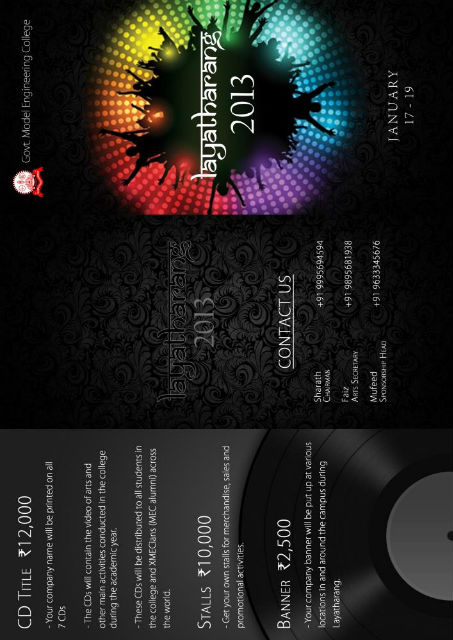 CD TITLE ₹12,000
- Your company name will be printed on all
7 CDs
- The CDs will contain the video of arts and
other main activities conducted in the college
during the academic year.
- These CDs will be distributed to all students in
the college and XMECians (MEC alumni) across
the world.
STALLS ₹10,000
- Get your own stalls for merchandise, sales and
promotional activities.
BANNER ₹2,500
- Your company banner will be put up at various
locations in and around the campus during
Layatharang.
layatharang
2013
CONTACT US
Sharath +91 9995694594
CHAIRMAN
Faiz +91 9895681938
ARTS SECRETARY
Mufeed +91 9633345676
SPONSORSHIP HEAD
Govt. Model Engineering College
layatharang
2013
JANUARY
17 - 19